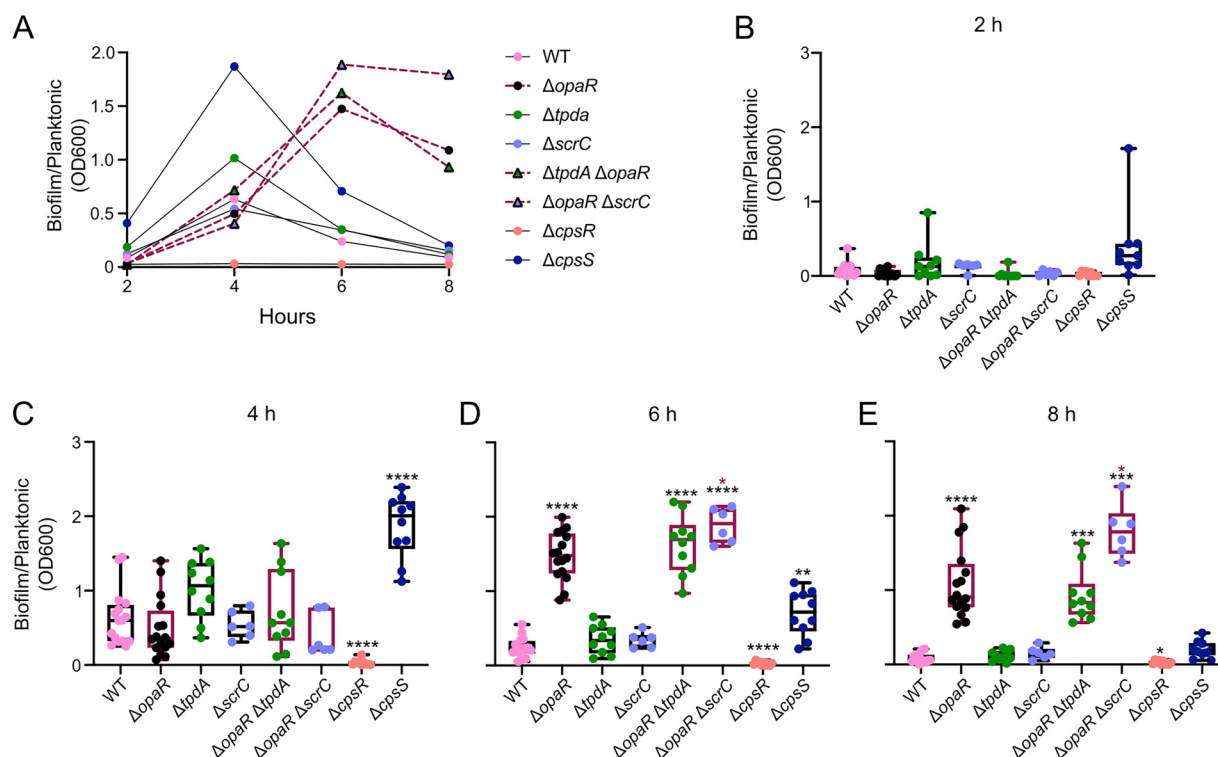 A
Biofilm/Planktonic
(OD600)
2.0
1.5
1.0
0.5
0
2
4
6
8
Hours
WT
ΔopaR
Δtpda
ΔscrC
ΔtpdA ΔopaR
ΔopaR ΔscrC
ΔcpsR
ΔcpsS
B
2 h
Biofilm/Planktonic
(OD600)
3
2
1
0
WT
ΔopaR
ΔtpdA
ΔscrC
ΔopaR ΔtpdA
ΔopaR ΔscrC
ΔcpsR
ΔcpsS
C
4 h
Biofilm/Planktonic
(OD600)
3
2
1
0
****
****
WT
ΔopaR
ΔtpdA
ΔscrC
ΔopaR ΔtpdA
ΔopaR ΔscrC
ΔcpsR
ΔcpsS
D
6 h
****
****
*
****
****
**
WT
ΔopaR
ΔtpdA
ΔscrC
ΔopaR ΔtpdA
ΔopaR ΔscrC
ΔcpsR
ΔcpsS
E
8 h
****
***
*
***
*
WT
ΔopaR
ΔtpdA
ΔscrC
ΔopaR ΔtpdA
ΔopaR ΔscrC
ΔcpsR
ΔcpsS